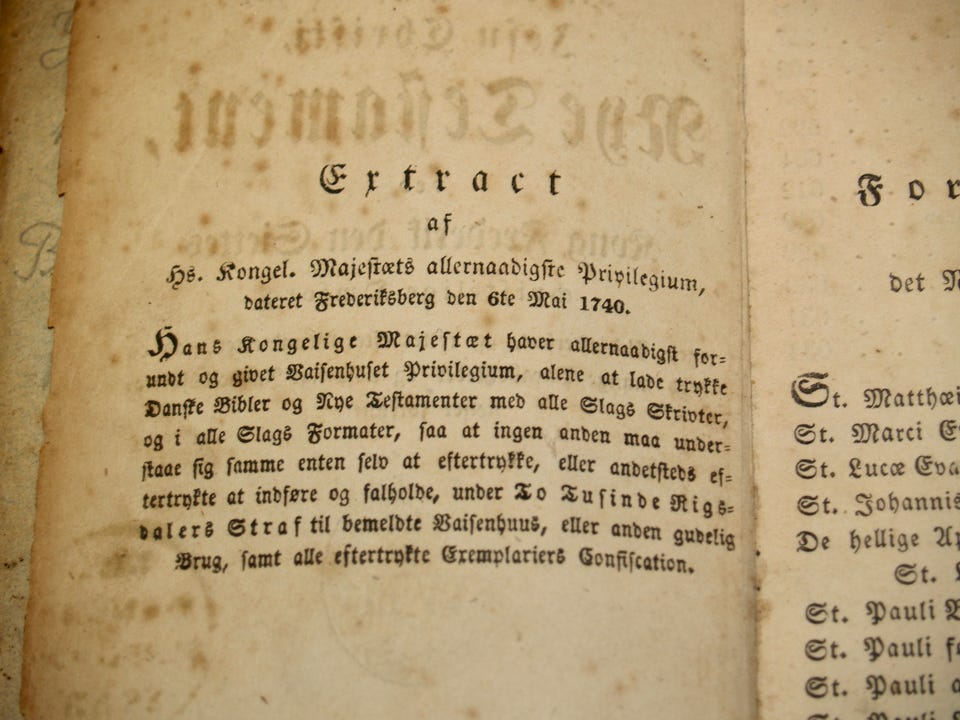 Extract
af
Hs. Kongel. Majestæts allernaadigste Privilegium,
dateret Frederiksberg den 6te Mai 1740.
Hans Kongelige Majestæt haver allernaadigst for=
undt og givet Vaisenhuset Privilegium, alene at lade trykke
Danske Bibler og Nye Testamenter med alle Slags Skrivter,
og i alle Slags Formater, saa at ingen anden maa under=
staae sig samme enten selv at eftertrykke, eller andetsteds ef=
tertrykte at indføre og falholde, under To Tusinde Rigs=
dalers Straf til bemeldte Vaisenhuus, eller anden gudelig
Brug, samt alle eftertrykte Exemplariers Confiscation.
For
det
St. Matthæi
St. Marci
St. Lucæ Eva
St. Johannis
De hellige
St.
St. Pauli
St. Pauli
St. Pauli